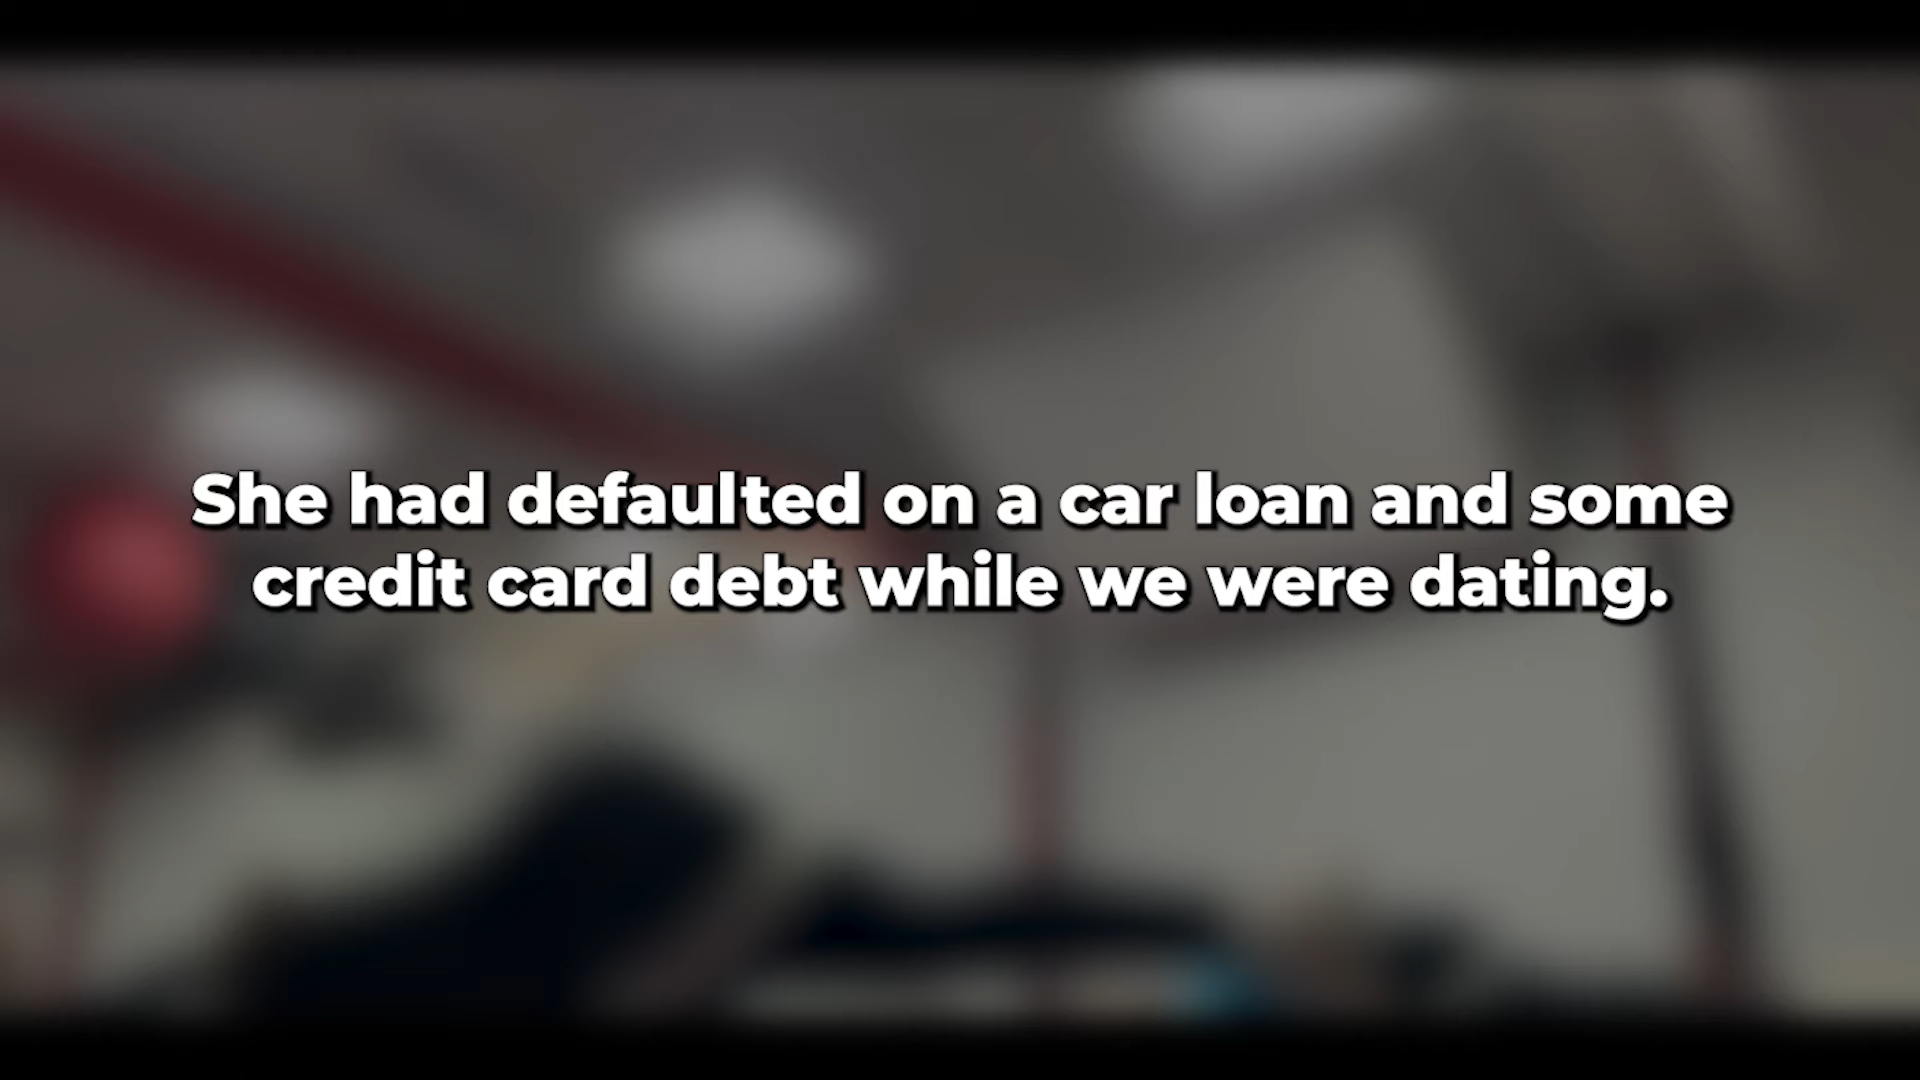 She had defaulted on a car loan and some
credit card debt while we were dating.